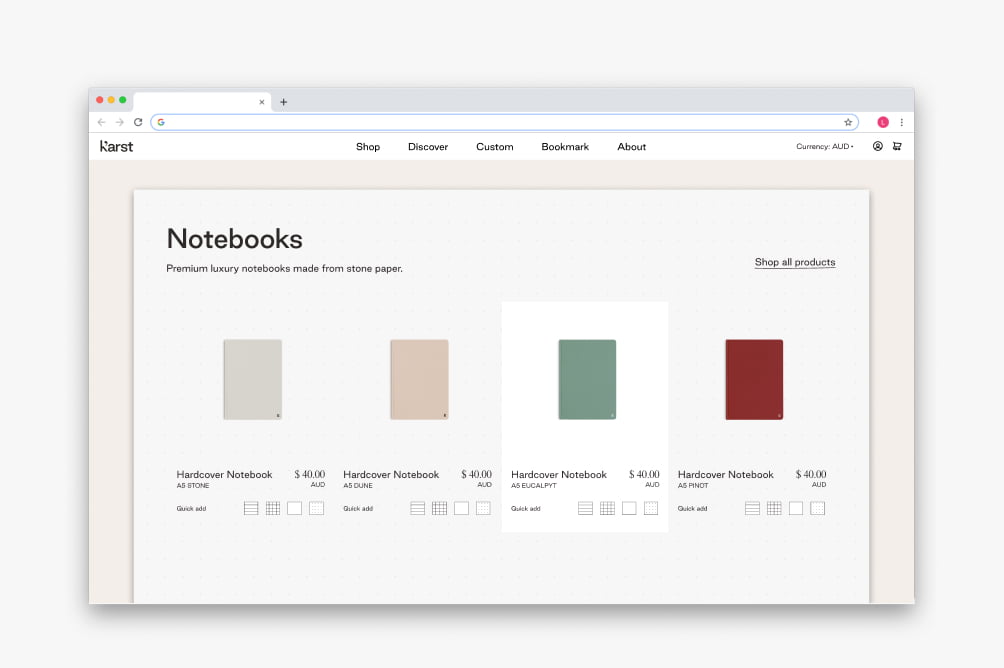 Karst
Shop Discover Custom Bookmark About
Currency: AUD
Notebooks
Premium luxury notebooks made from stone paper.
Shop all products
Hardcover Notebook $ 40.00
A5 STONE AUD
Quick add
Hardcover Notebook $ 40.00
A5 DUNE AUD
Quick add
Hardcover Notebook $ 40.00
A5 EUCALPYT AUD
Quick add
Hardcover Notebook $ 40.00
A5 PINOT AUD
Quick add